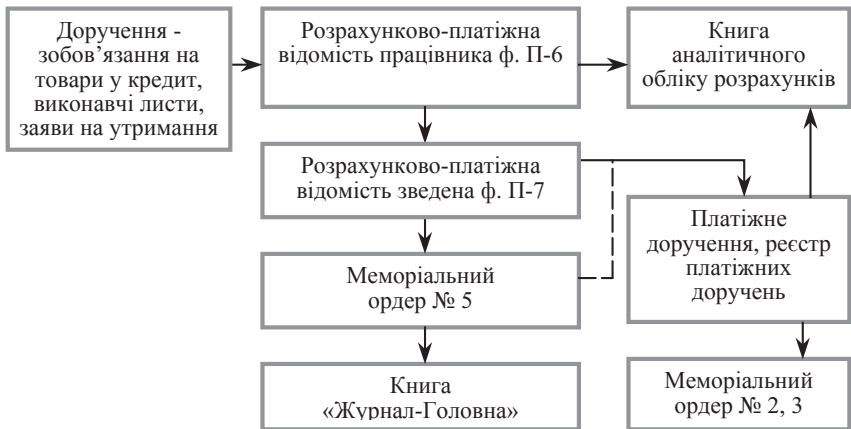 Доручення -
зобов’язання на
товари у кредит,
виконавчі листи,
заяви на утримання
Розрахунково-платіжна
відомість працівника ф. П-6
Книга
аналітичного
обліку розрахунків
Розрахунково-платіжна
відомість зведена ф. П-7
Платіжне
доручення, реєстр
платіжних
доручень
Меморіальний
ордер № 5
Книга
«Журнал-Головна»
Меморіальний
ордер № 2, 3